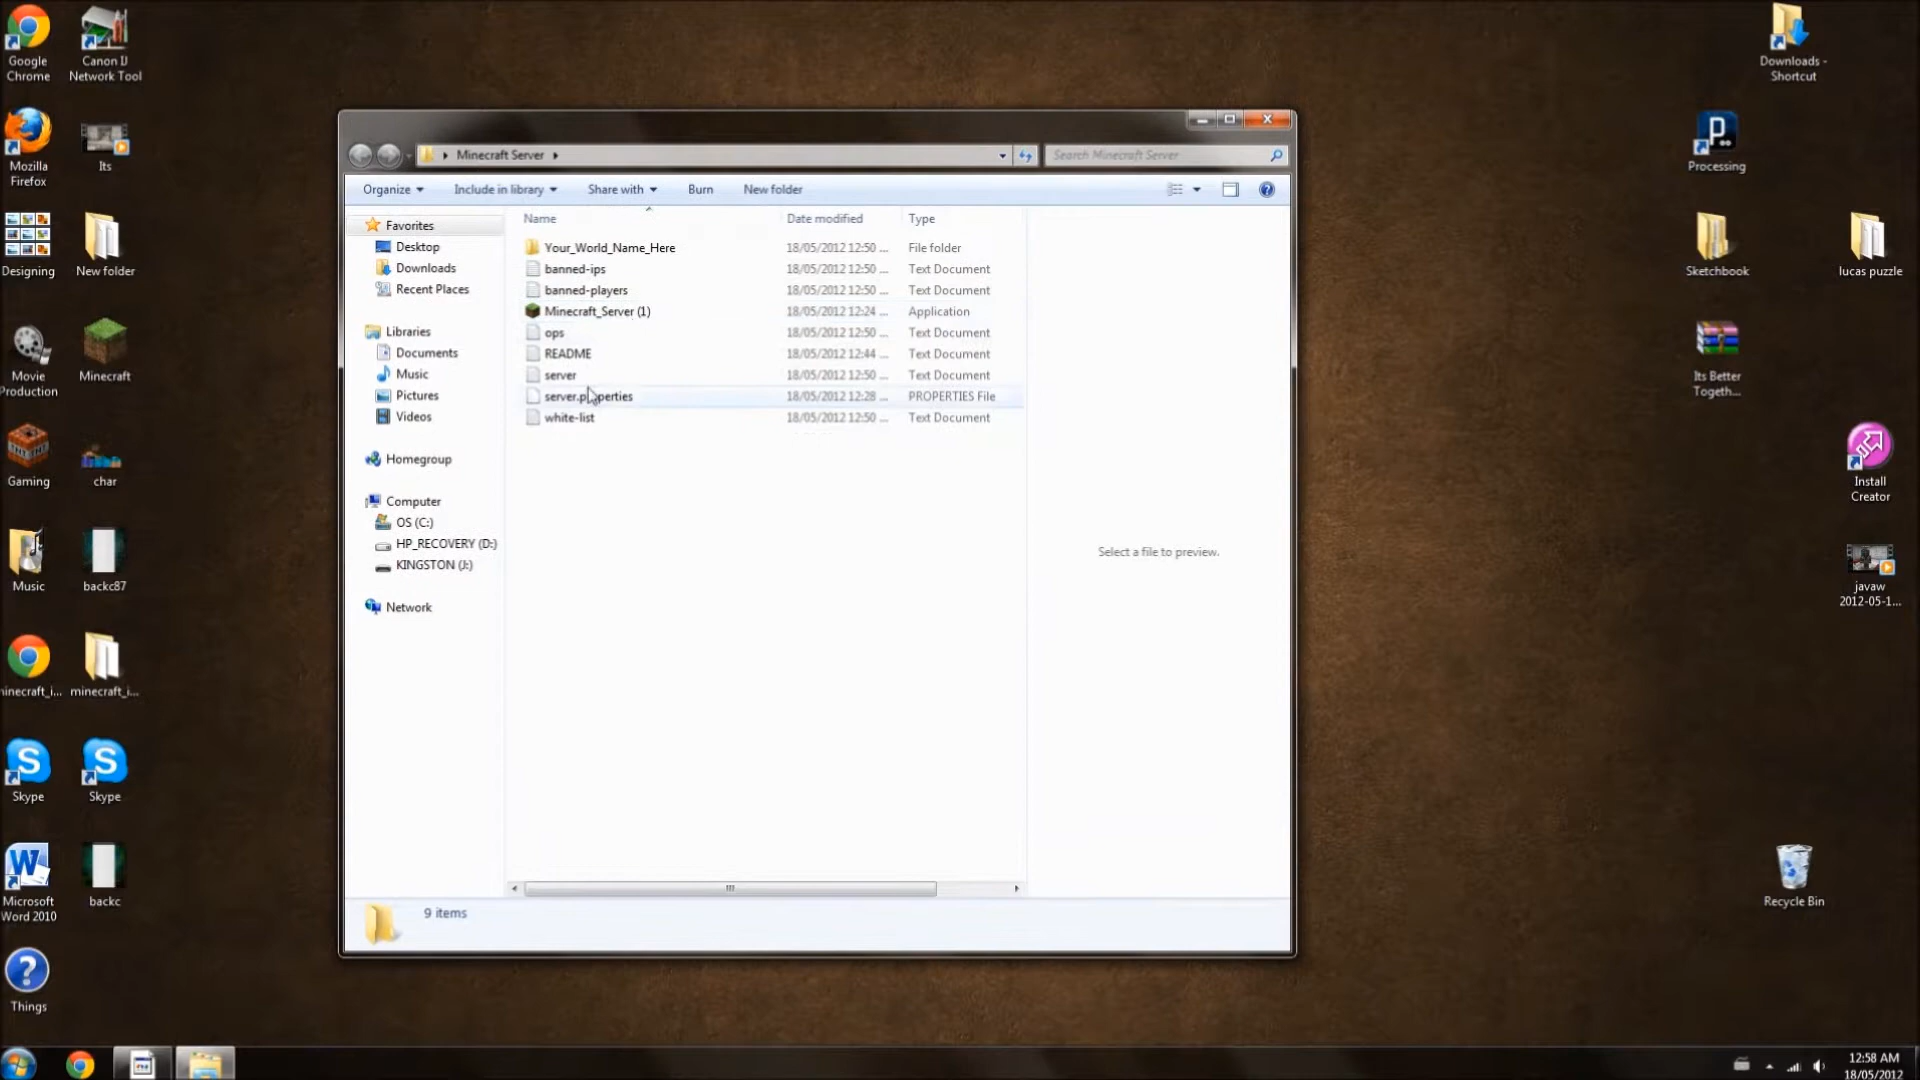 Google
Chrome
Canon IJ
Network Tool
Downloads -
Shortcut
Mozilla
Firefox
Its
Processing
Designing
New folder
Sketchbook
lucas puzzle
Movie
Production
Minecraft
Its Better
Togeth...
Gaming
char
Install
Creator
Music
backc87
javaw
2012-05-1...
minecraft_i...
Skype
Skype
Microsoft
Word 2010
backc
Recycle Bin
Things
Minecraft Server
Search Minecraft Server
Organize
Include in library
Share with
Burn
New folder
Favorites
Desktop
Downloads
Recent Places
Libraries
Documents
Music
Pictures
Videos
Homegroup
Computer
OS (C:)
HP_RECOVERY (D:)
KINGSTON (J:)
Network
Name Date modified Type
Your_World_Name_Here 18/05/2012 12:50 ... File folder
banned-ips 18/05/2012 12:50 ... Text Document
banned-players 18/05/2012 12:50 ... Text Document
Minecraft_Server (1) 18/05/2012 12:24 ... Application
ops 18/05/2012 12:50 ... Text Document
README 18/05/2012 12:44 ... Text Document
server 18/05/2012 12:50 ... Text Document
server.properties 18/05/2012 12:28 ... PROPERTIES File
white-list 18/05/2012 12:50 ... Text Document
Select a file to preview.
9 items
12:58 AM
18/05/2012